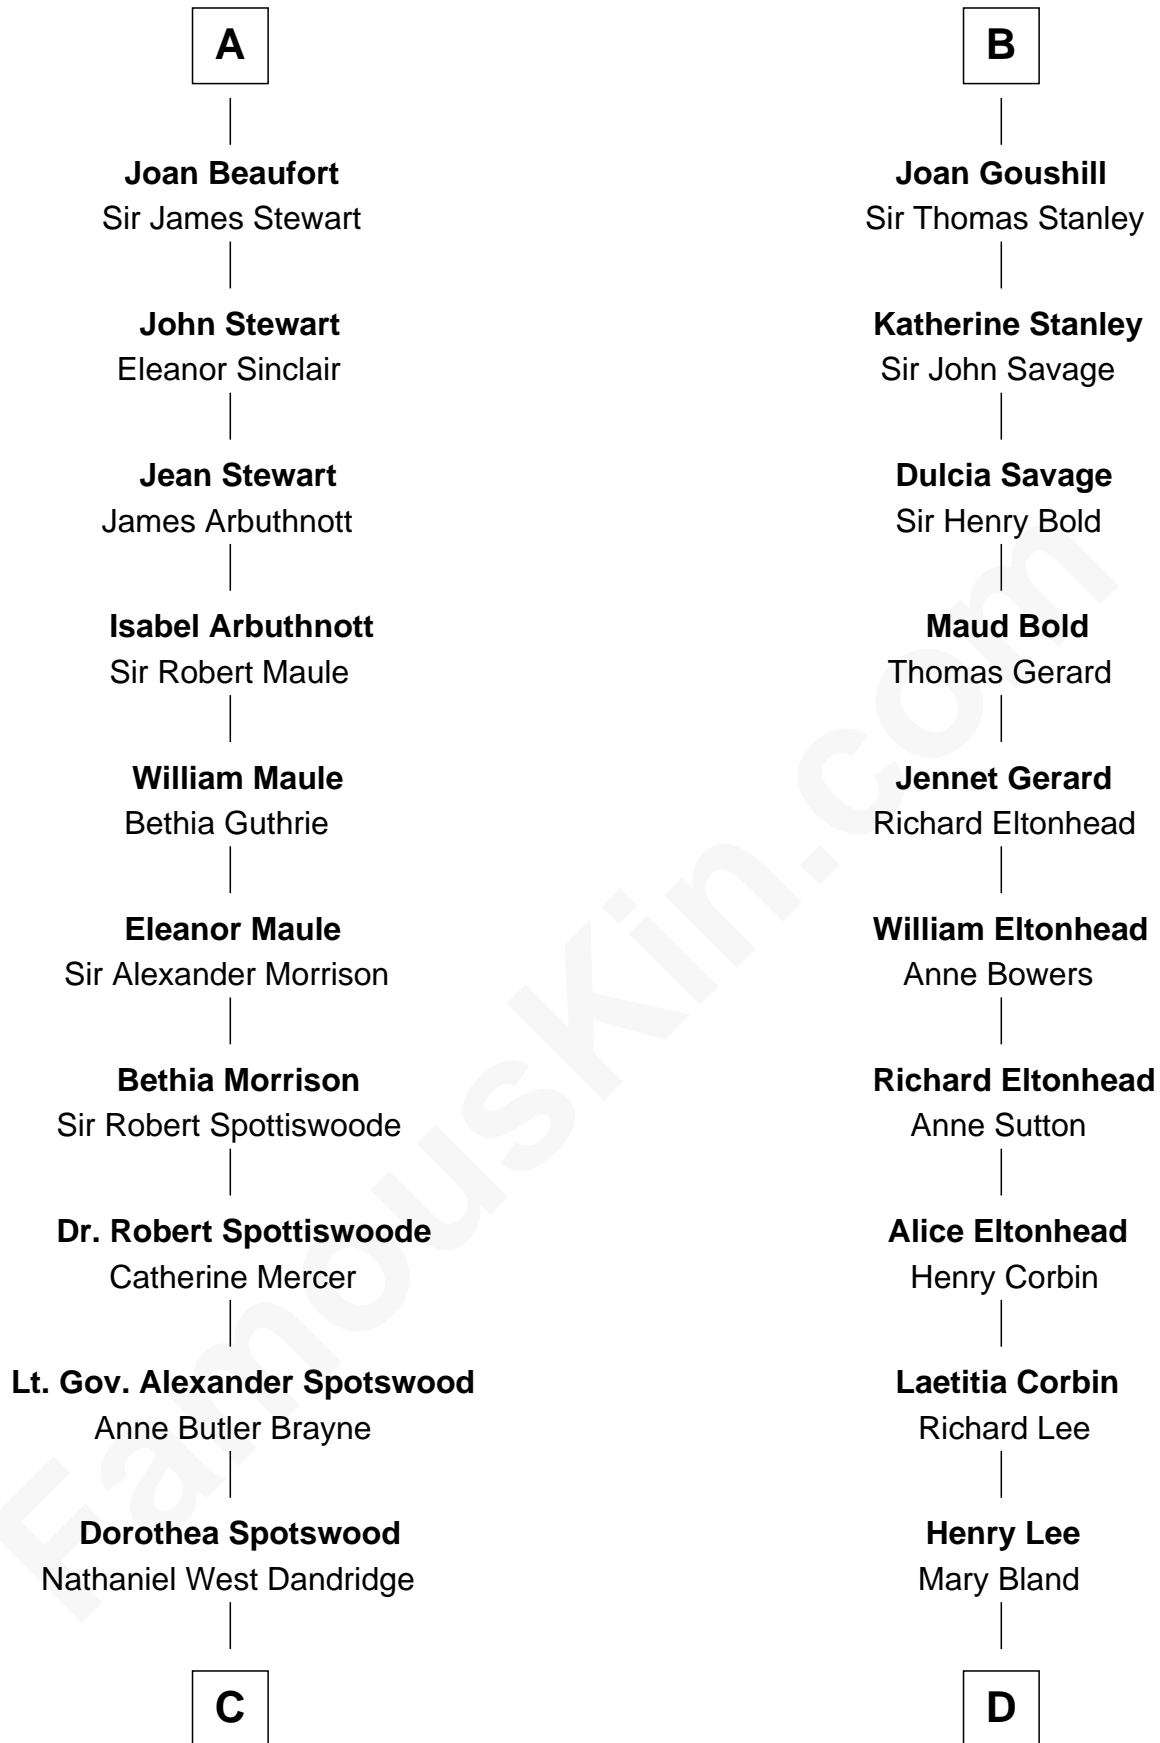 A
Joan Beaufort
Sir James Stewart
John Stewart
Eleanor Sinclair
Jean Stewart
James Arbuthnott
Isabel Arbuthnott
Sir Robert Maule
William Maule
Bethia Guthrie
Eleanor Maule
Sir Alexander Morrison
Bethia Morrison
Sir Robert Spottiswoode
Dr. Robert Spottiswoode
Catherine Mercer
Lt. Gov. Alexander Spotswood
Anne Butler Brayne
Dorothea Spotswood
Nathaniel West Dandridge
C
B
Joan Goushill
Sir Thomas Stanley
Katherine Stanley
Sir John Savage
Dulcia Savage
Sir Henry Bold
Maud Bold
Thomas Gerard
Jennet Gerard
Richard Eltonhead
William Eltonhead
Anne Bowers
Richard Eltonhead
Anne Sutton
Alice Eltonhead
Henry Corbin
Laetitia Corbin
Richard Lee
Henry Lee
Mary Bland
D
FamousKin.com